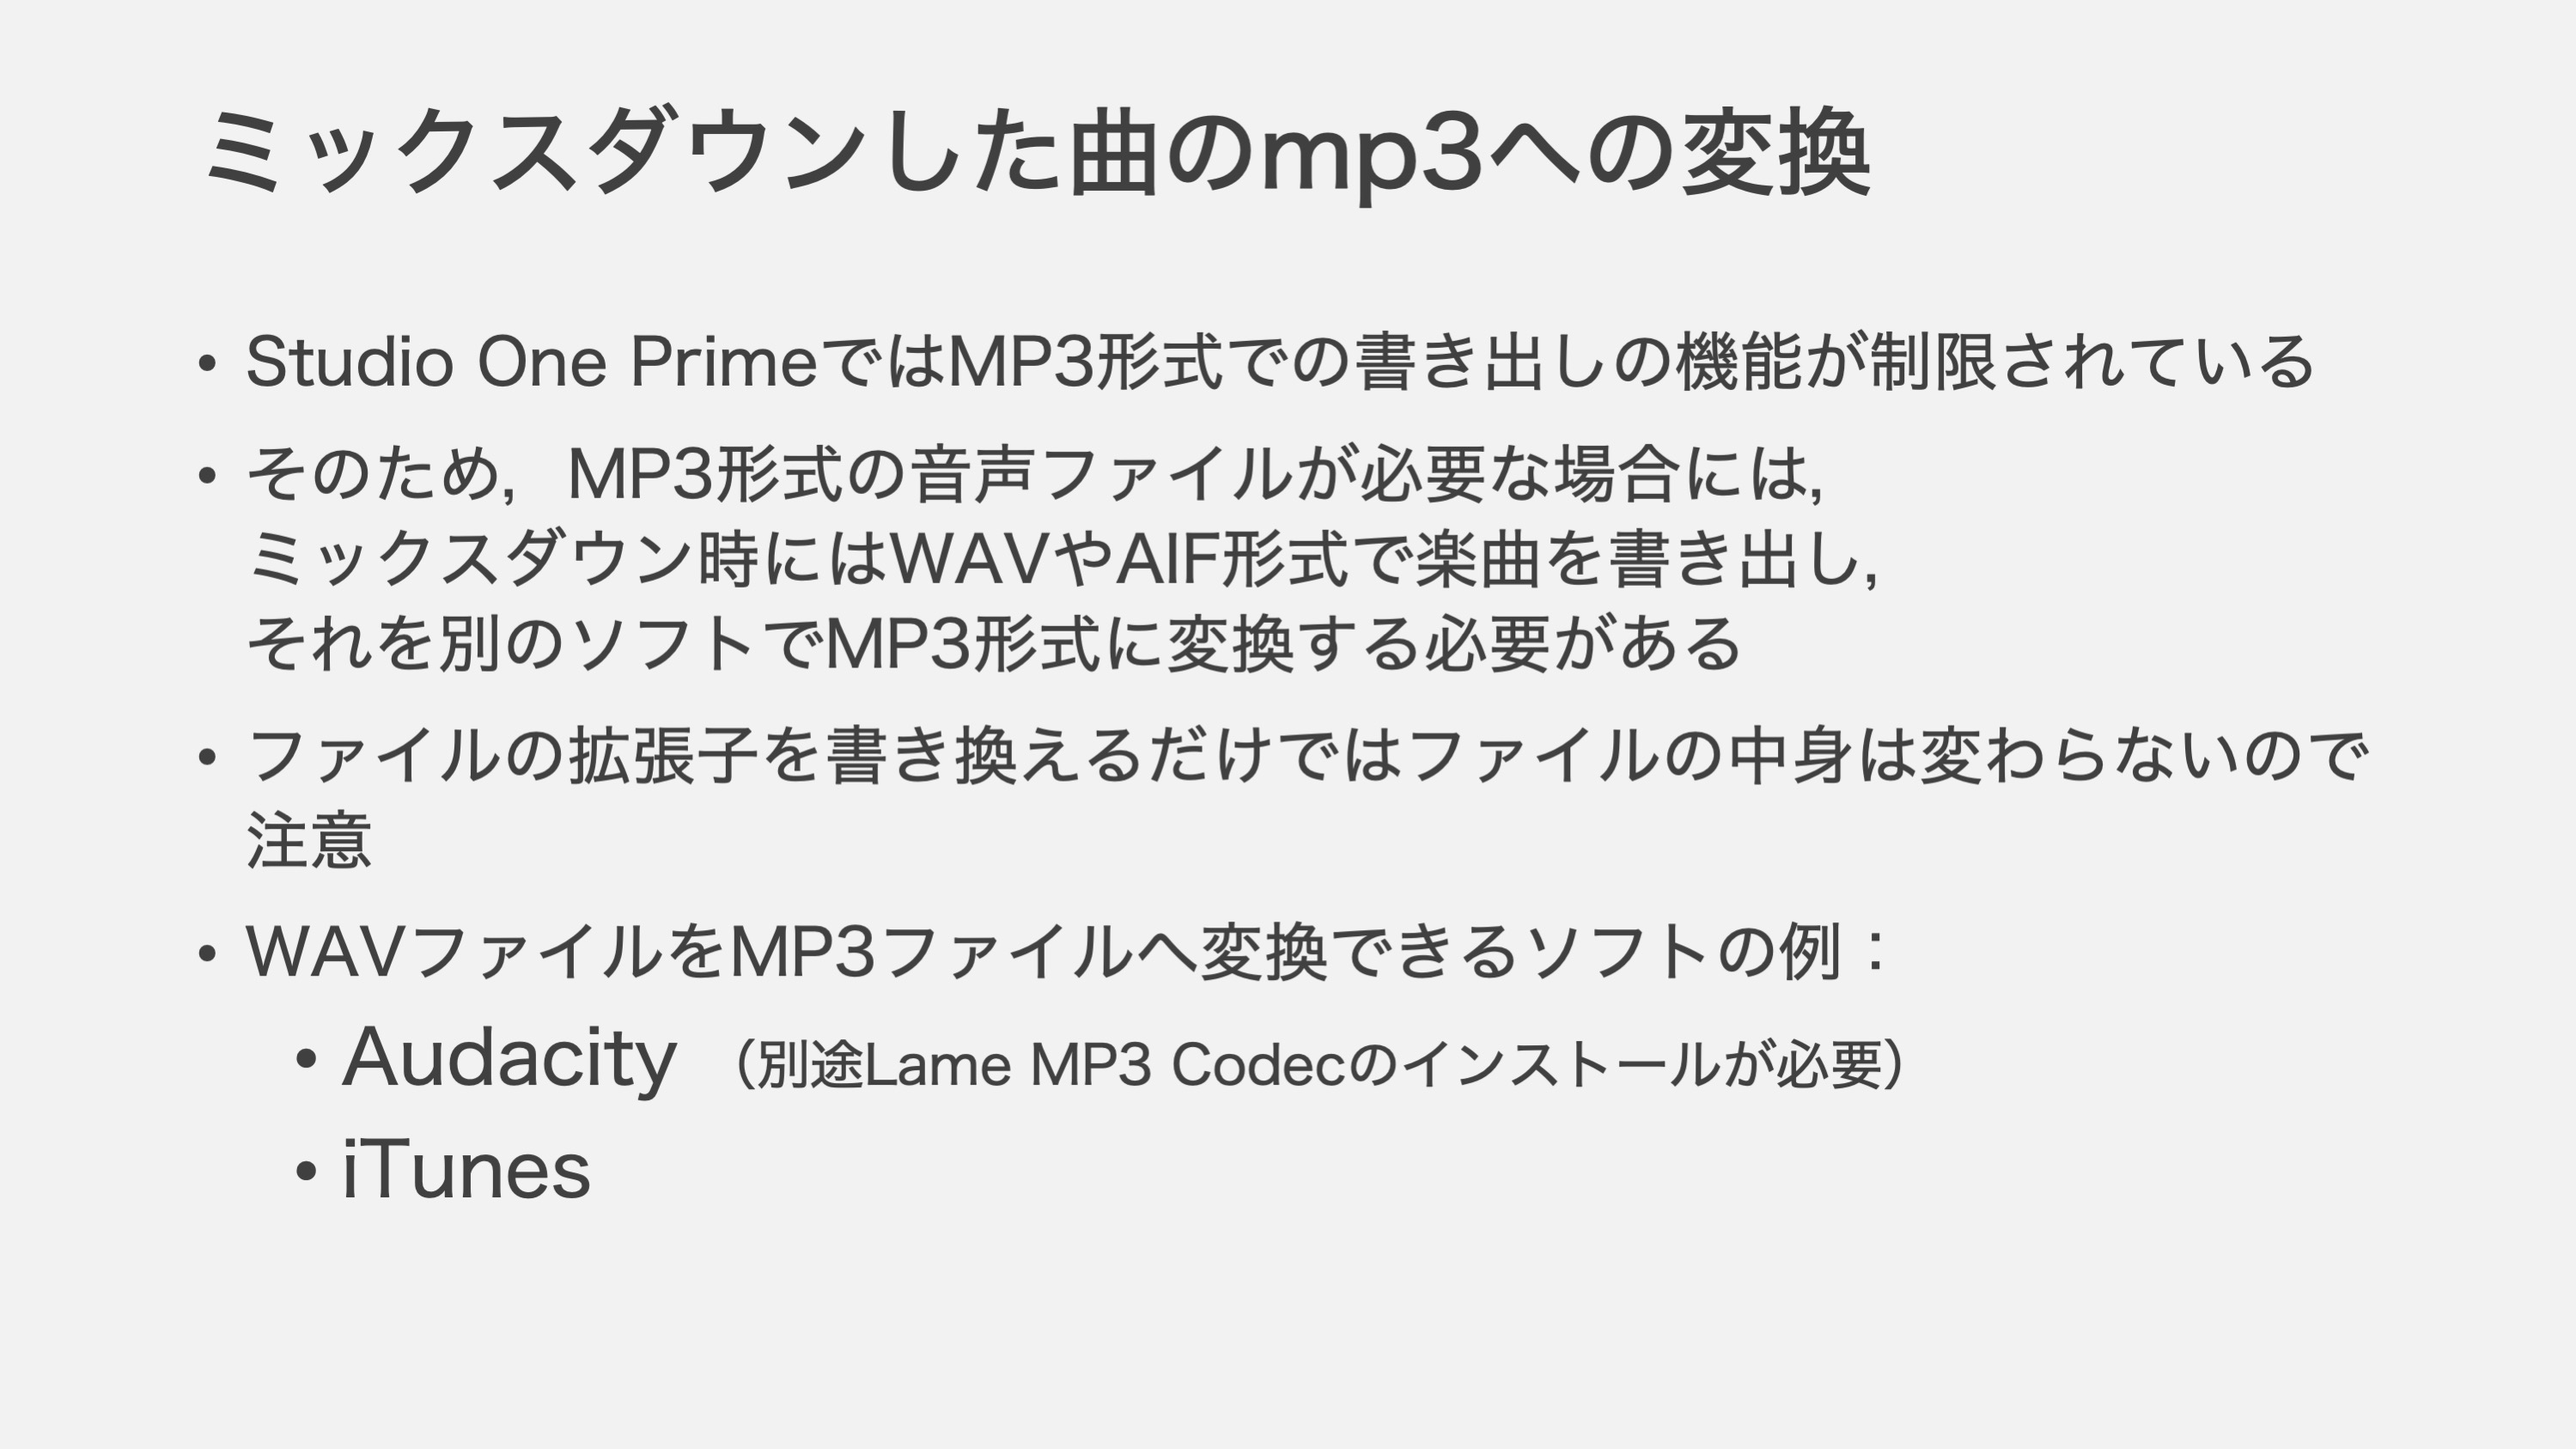 ミックスダウンした曲のmp3への変換
• Studio One PrimeではMP3形式での書き出しの機能が制限されている
• そのため，MP3形式の音声ファイルが必要な場合には，
ミックスダウン時にはWAVやAIF形式で楽曲を書き出し，
それを別のソフトでMP3形式に変換する必要がある
• ファイルの拡張子を書き換えるだけではファイルの中身は変わらないので
注意
• WAVファイルをMP3ファイルへ変換できるソフトの例：
• Audacity （別途Lame MP3 Codecのインストールが必要）
• iTunes